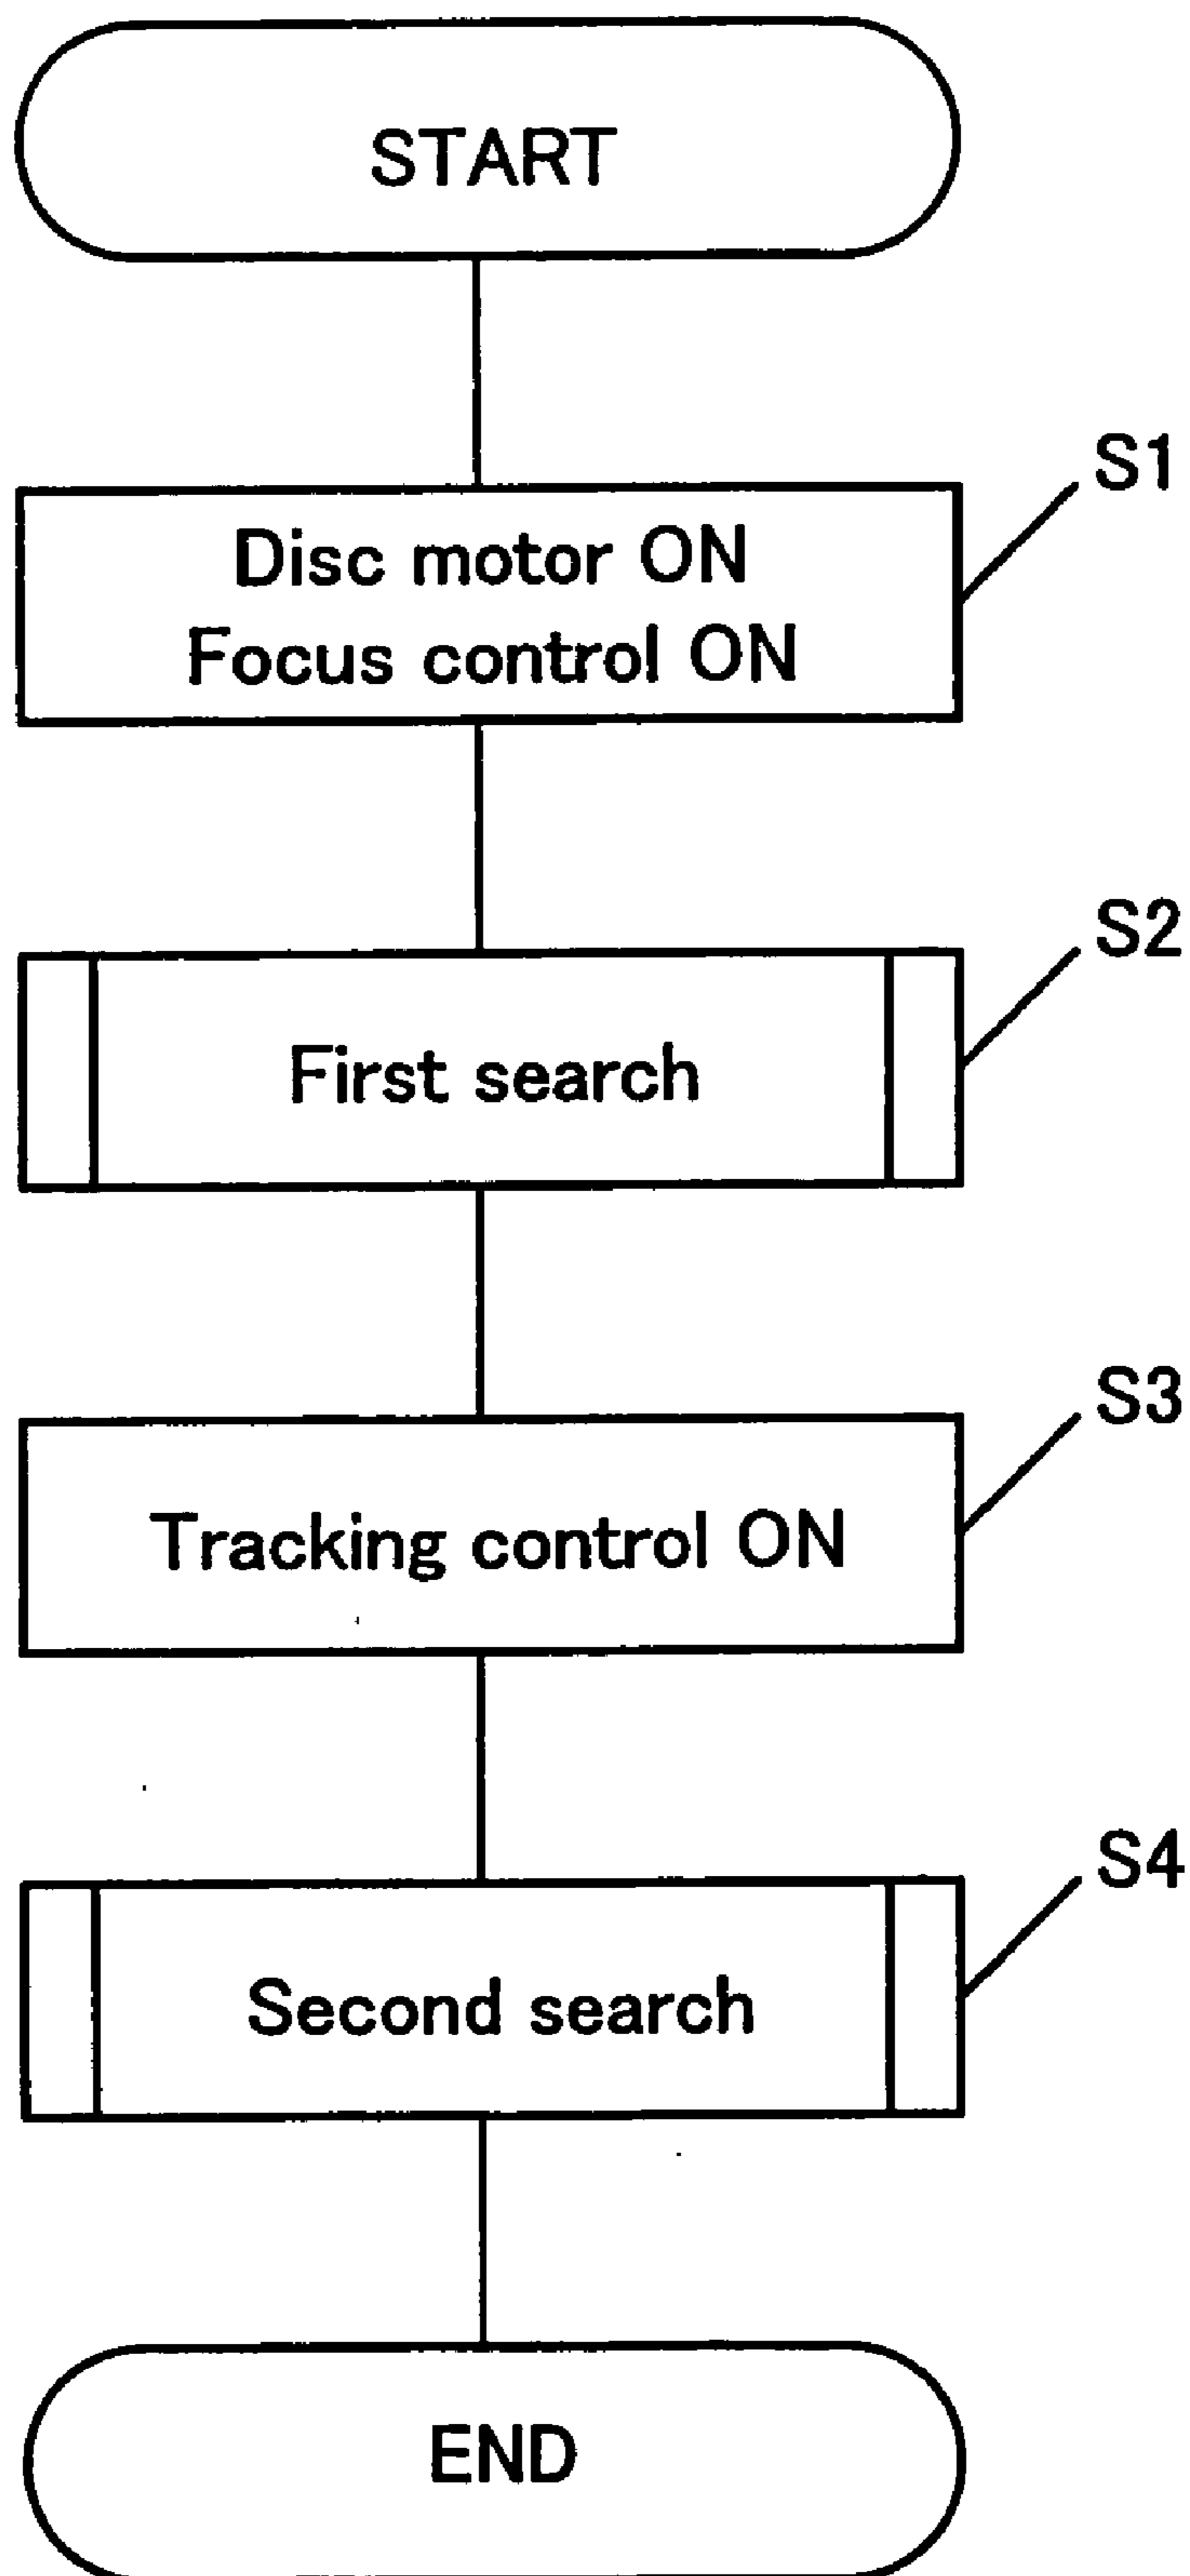 START
S1
Disc motor ON
Focus control ON
S2
First search
S3
Tracking control ON
S4
Second search
END